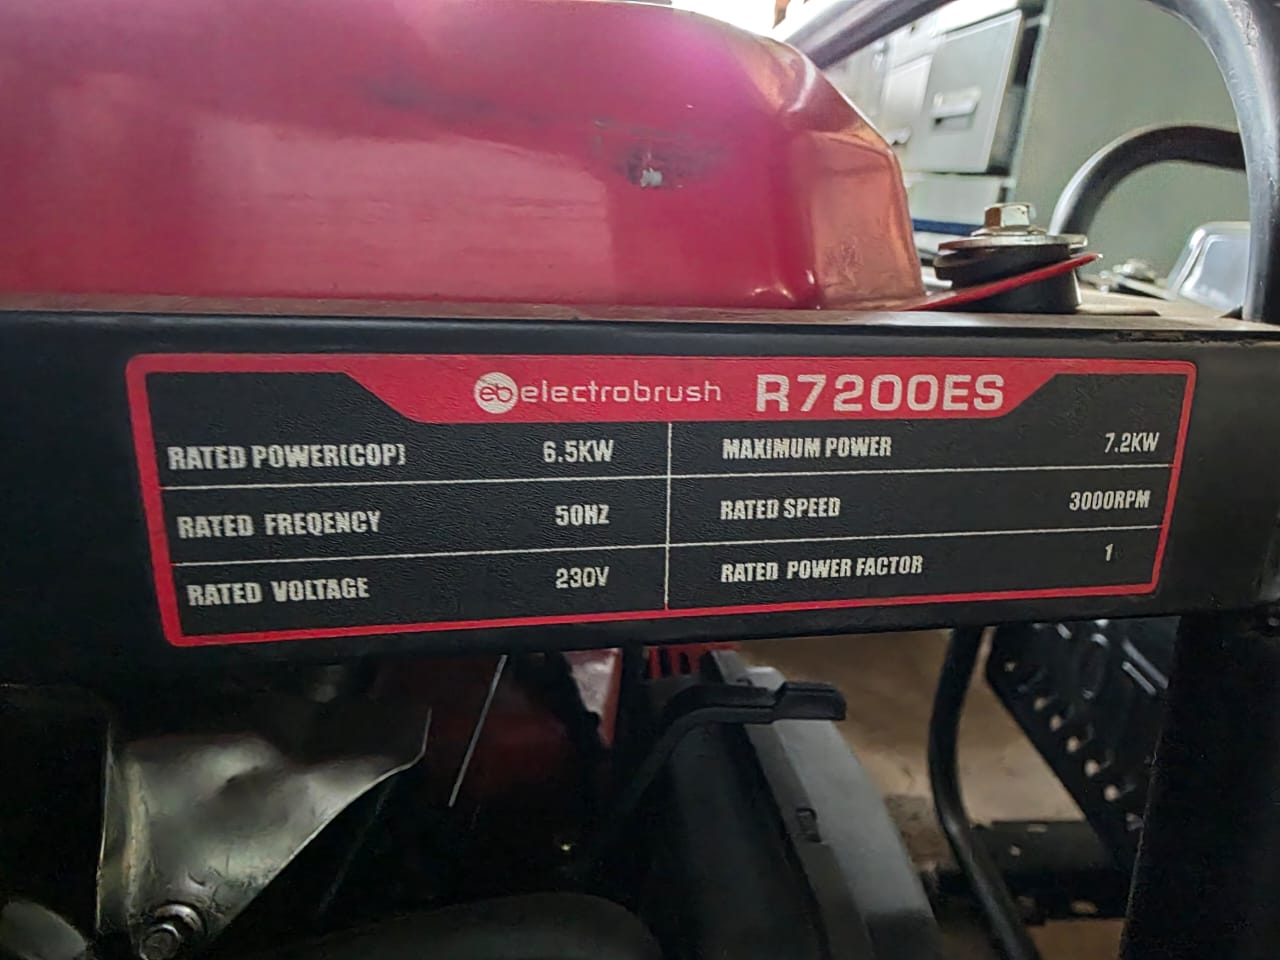 eb electrobrush R7200ES
RATED POWER(COP) 6.5KW MAXIMUM POWER 7.2KW
RATED FREQENCY 50HZ RATED SPEED 3000RPM
RATED VOLTAGE 230V RATED POWER FACTOR 1